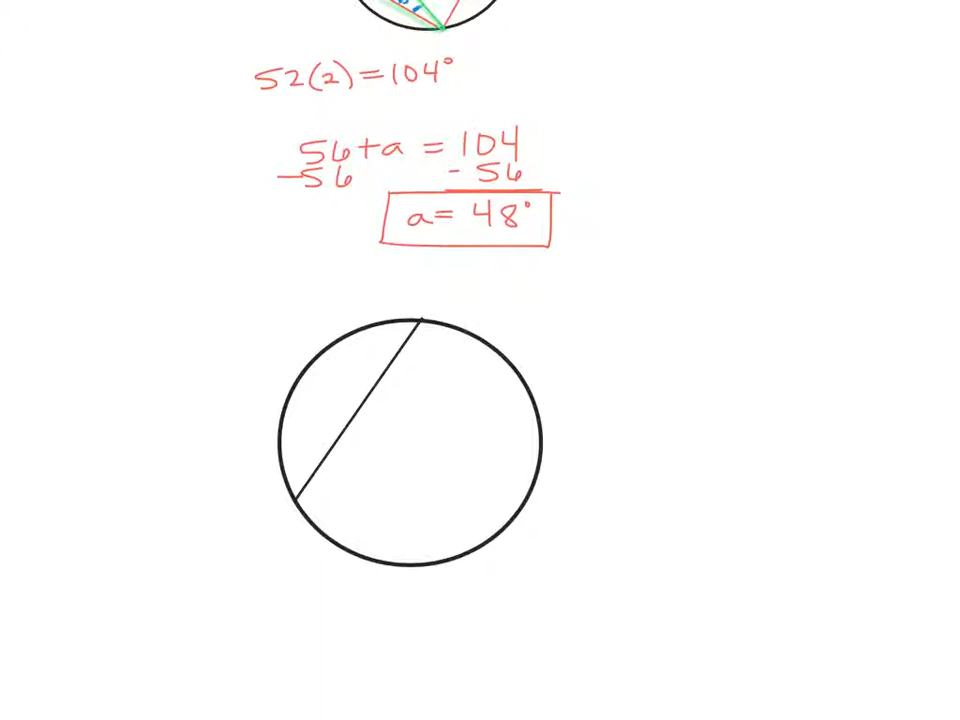 52(2)=104°
56+a = 104
-56 - 56
a= 48°